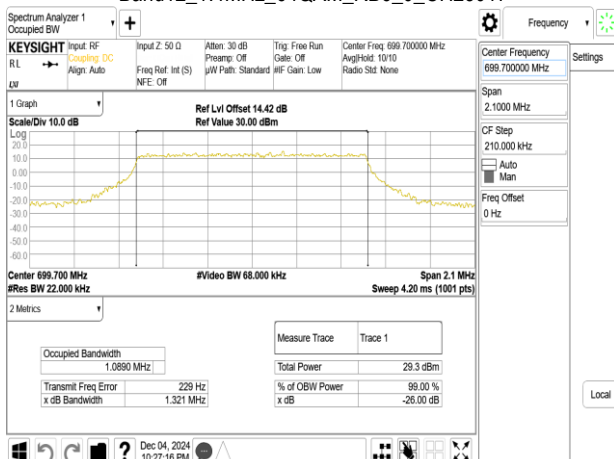 Spectrum Analyzer 1
Occupied BW
+
Frequency
KEYSIGHT
RL
Input: RF
Coupling: DC
Align: Auto
Input Z: 50 Ω
Freq Ref: Int (S)
NFE: Off
Atten: 30 dB
Preamp: Off
µW Path: Standard
Trig: Free Run
Gate: Off
#IF Gain: Low
Center Freq: 699.700000 MHz
Avg|Hold: 10/10
Radio Std: None
Center Frequency
699.700000 MHz
Settings
Span
2.1000 MHz
CF Step
210.000 kHz
Auto
Man
Freq Offset
0 Hz
1 Graph
Scale/Div 10.0 dB
Ref Lvl Offset 14.42 dB
Ref Value 30.00 dBm
Log
20.0
10.0
0.00
-10.0
-20.0
-30.0
-40.0
-50.0
-60.0
Center 699.700 MHz
#Res BW 22.000 kHz
#Video BW 68.000 kHz
Span 2.1 MHz
Sweep 4.20 ms (1001 pts)
2 Metrics
Measure Trace
Trace 1
Occupied Bandwidth
1.0890 MHz
Total Power
29.3 dBm
Transmit Freq Error
229 Hz
% of OBW Power
99.00 %
x dB Bandwidth
1.321 MHz
x dB
-26.00 dB
Local
?
Dec 04, 2024
10:27:16 PM